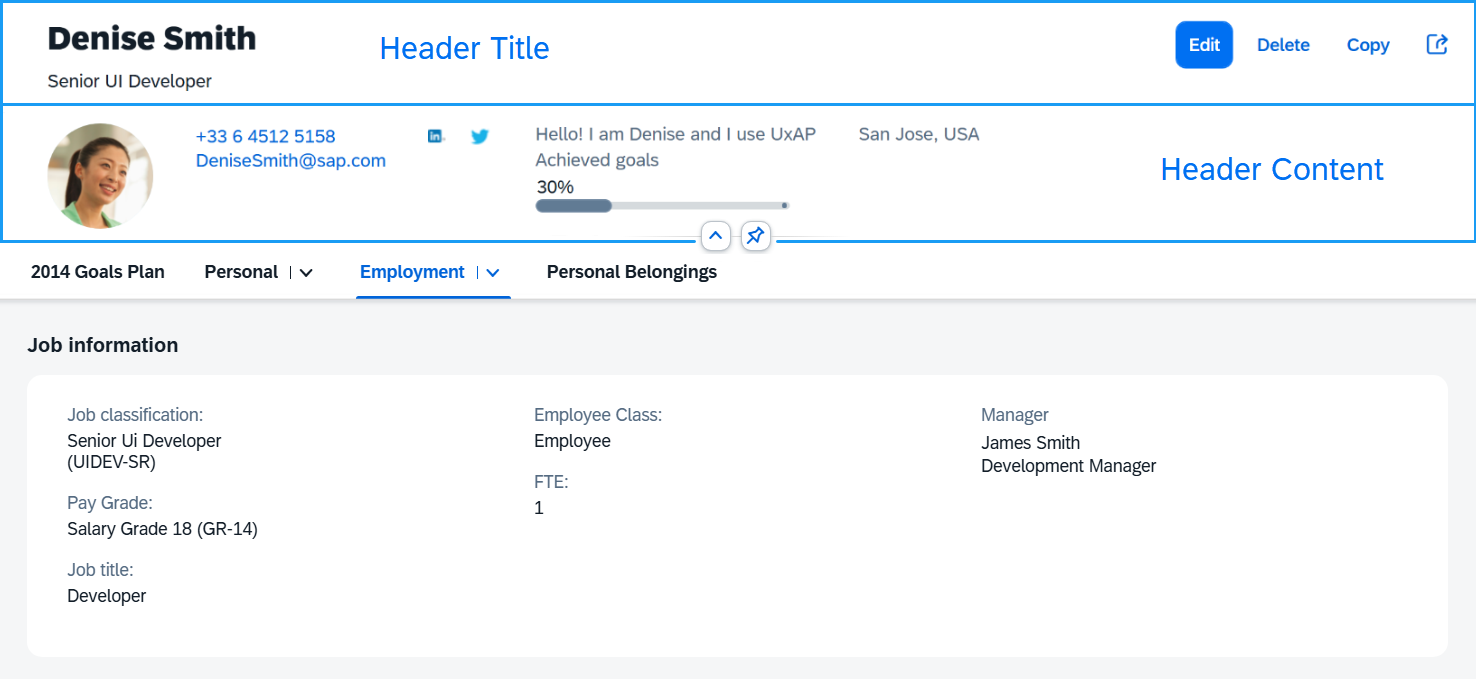 Denise Smith
Senior UI Developer
Header Title
Edit
Delete
Copy
+33 6 4512 5158
DeniseSmith@sap.com
in
Hello! I am Denise and I use UxAP
Achieved goals
30%
San Jose, USA
Header Content
2014 Goals Plan
Personal
Employment
Personal Belongings
Job information
Job classification:
Senior Ui Developer
(UIDEV-SR)
Pay Grade:
Salary Grade 18 (GR-14)
Job title:
Developer
Employee Class:
Employee
FTE:
1
Manager
James Smith
Development Manager